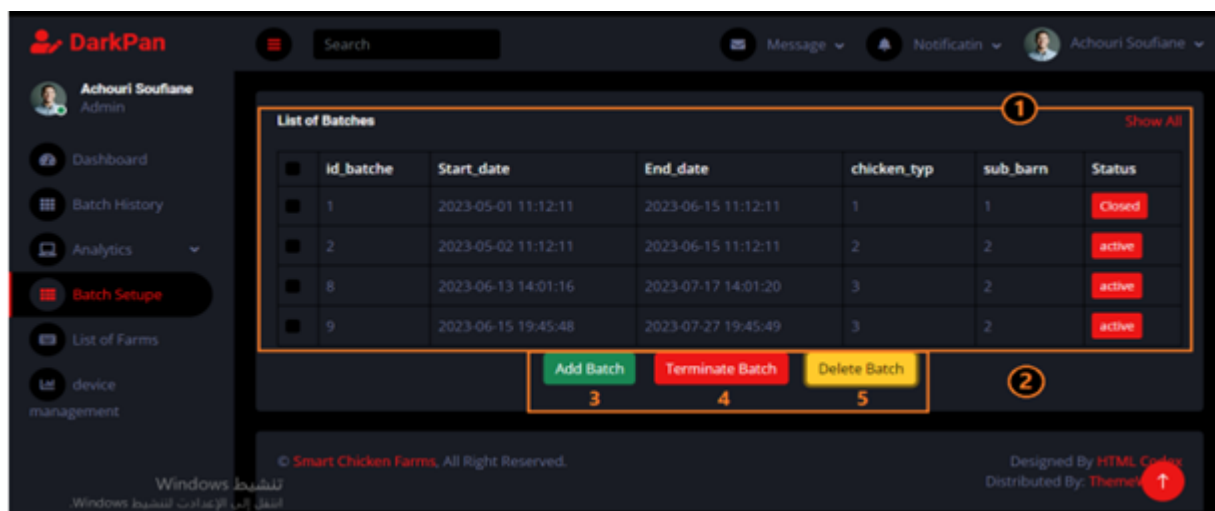 DarkPan
Search
Message
Notificatin
Achouri Soufiane
Achouri Soufiane
Admin
Dashboard
Batch History
Analytics
Batch Setupe
List of Farms
device
management
1
List of Batches
Show All
id_batche Start_date End_date chicken_typ sub_barn Status
1 2023-05-01 11:12:11 2023-06-15 11:12:11 1 1 Closed
2 2023-05-02 11:12:11 2023-06-15 11:12:11 2 2 active
8 2023-06-13 14:01:16 2023-07-17 14:01:20 3 2 active
9 2023-06-15 19:45:48 2023-07-27 19:45:49 3 2 active
Add Batch Terminate Batch Delete Batch
3 4 5
2
© Smart Chicken Farms, All Right Reserved.
Designed By HTML Codex
Distributed By:
تنشيط Windows
انتقل إلى الإعدادات لتنشيط Windows.